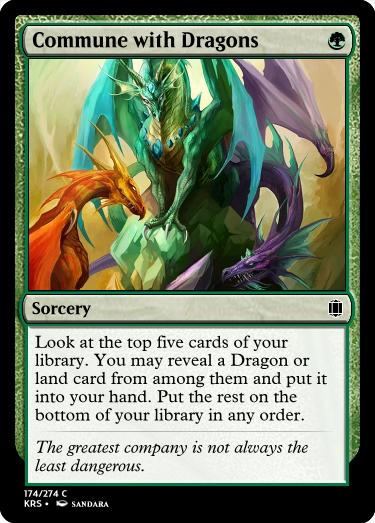 Commune with Dragons
Sorcery
Look at the top five cards of your
library. You may reveal a Dragon or
land card from among them and put it
into your hand. Put the rest on the
bottom of your library in any order.
The greatest company is not always the
least dangerous.
174/274 C
KRS • SANDARA